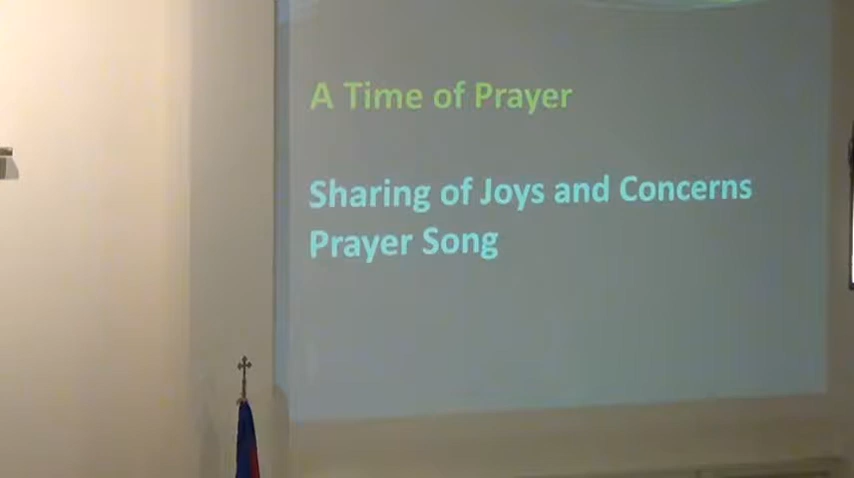 A Time of Prayer
Sharing of Joys and Concerns
Prayer Song